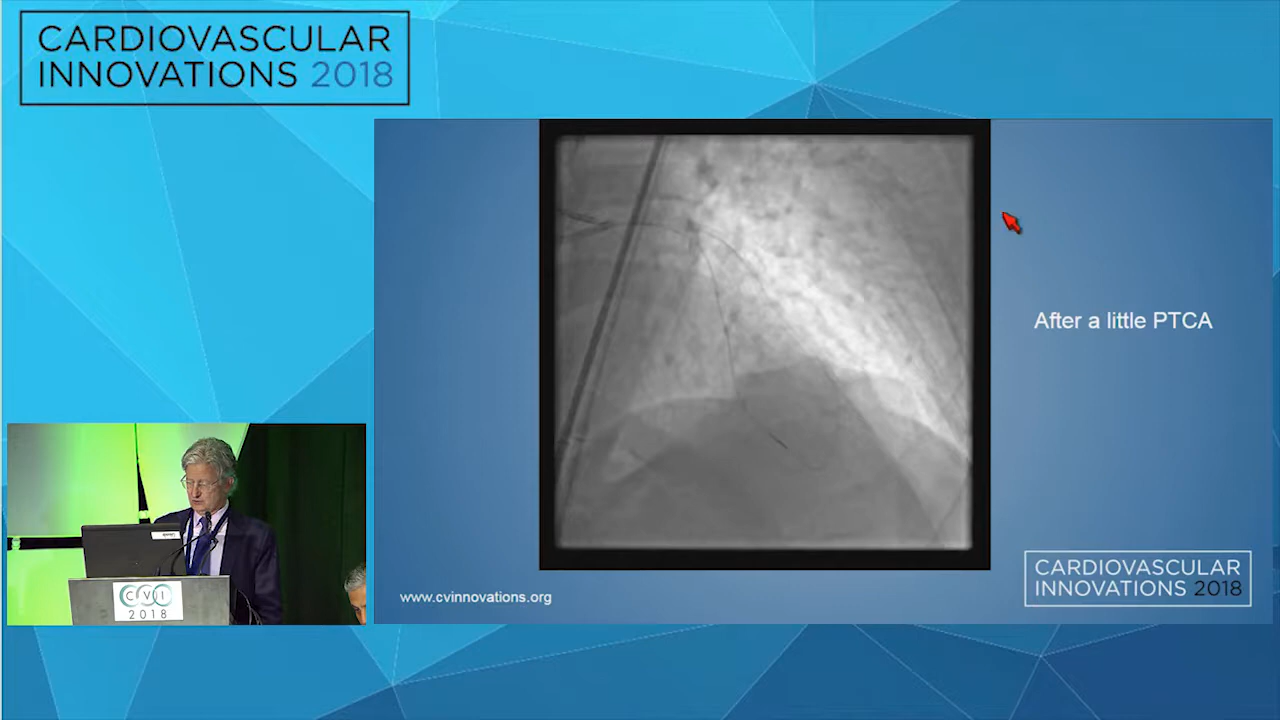 CARDIOVASCULAR
INNOVATIONS 2018
After a little PTCA
www.cvinnovations.org
CARDIOVASCULAR
INNOVATIONS 2018
CVI
2018